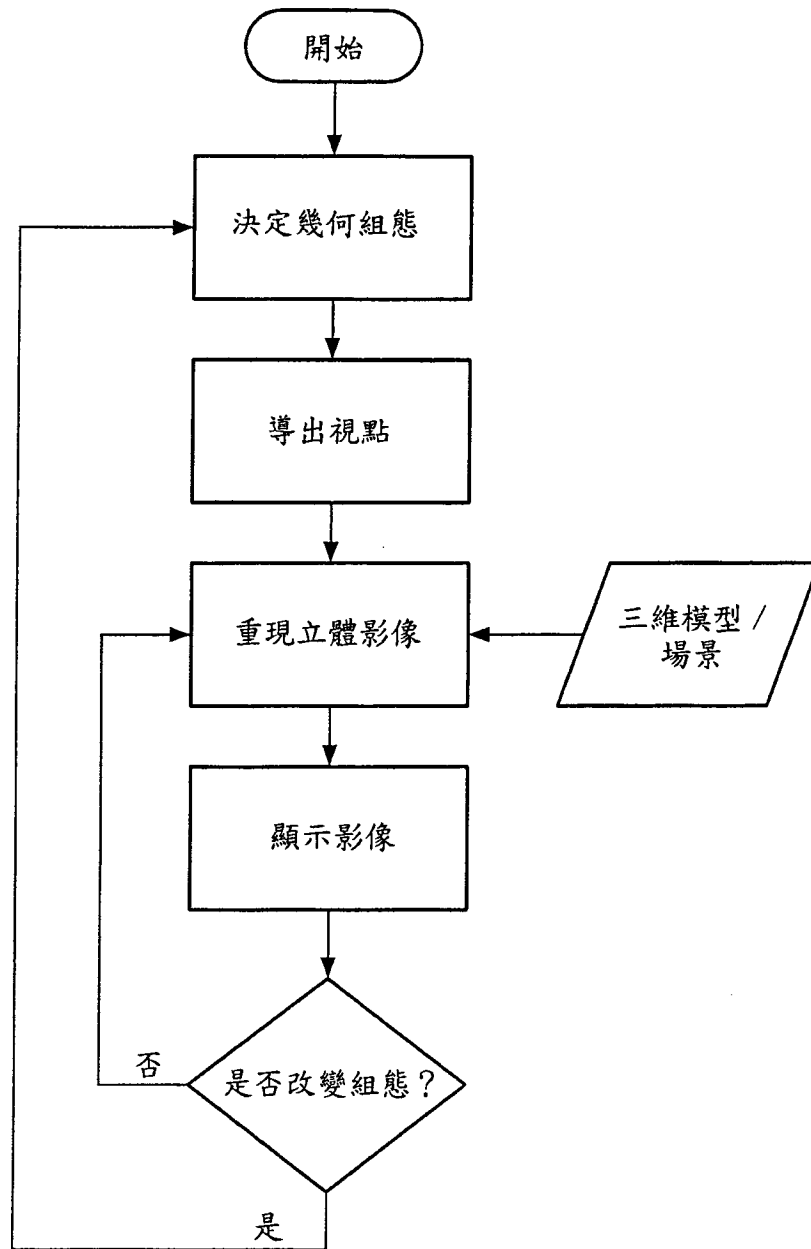 開始
決定幾何組態
導出視點
重現立體影像
三維模型/
場景
顯示影像
否
是否改變組態？
是